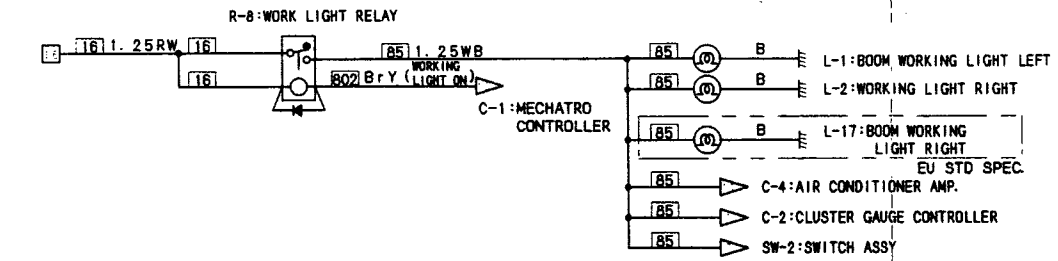 R-8:WORK LIGHT RELAY
16 1.25RW 16
85 1.25WB
85 B L-1:BOOM WORKING LIGHT LEFT
16
802 BrY (WORKING
LIGHT ON)
C-1:MECHATRO
CONTROLLER
85 B L-2:WORKING LIGHT RIGHT
85 B L-17:BOOM WORKING
LIGHT RIGHT
EU STD SPEC.
85 C-4:AIR CONDITIONER AMP.
85 C-2:CLUSTER GAUGE CONTROLLER
85 SW-2:SWITCH ASSY